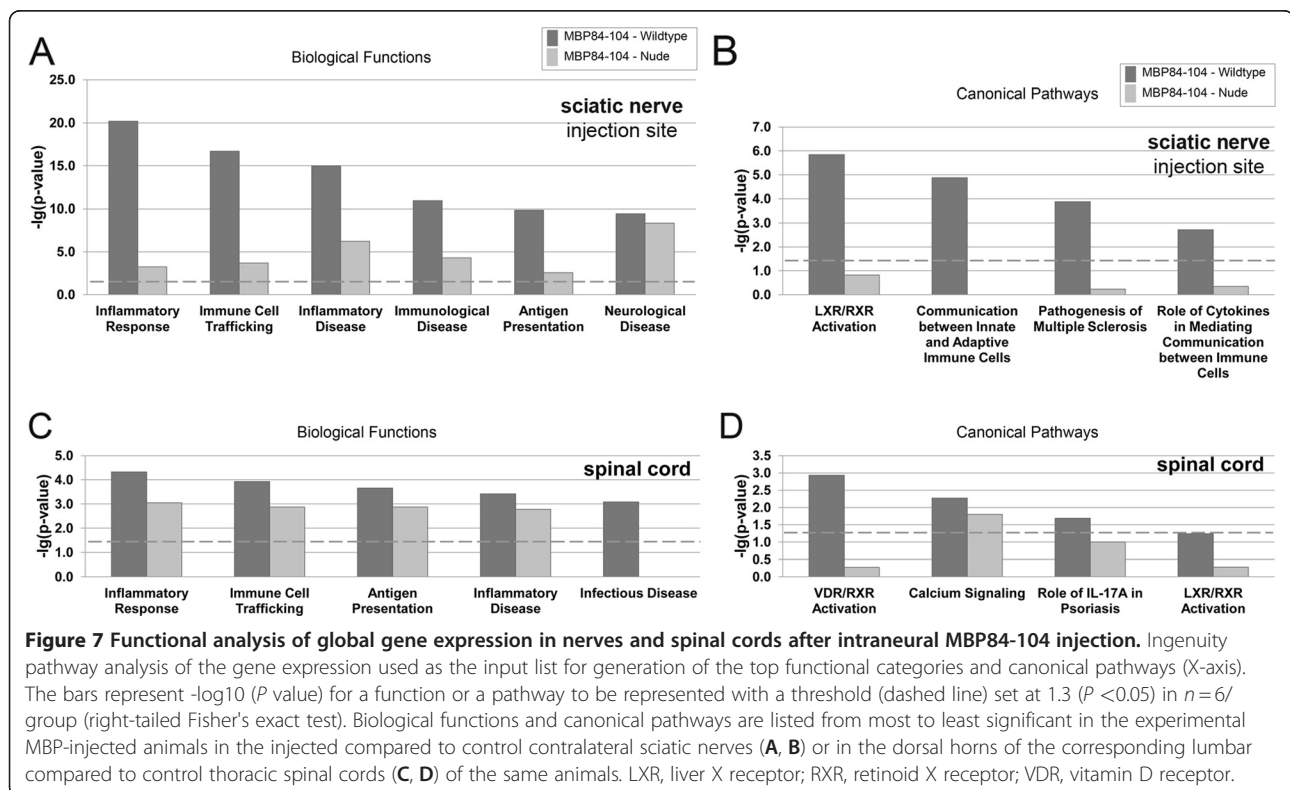 A
Biological Functions
MBP84-104 - Wildtype
MBP84-104 - Nude
25.0
20.0
15.0
10.0
5.0
0.0
-lg(p-value)
sciatic nerve
injection site
Inflammatory
Response
Immune Cell
Trafficking
Inflammatory
Disease
Immunological
Disease
Antigen
Presentation
Neurological
Disease
B
MBP84-104 - Wildtype
MBP84-104 - Nude
Canonical Pathways
7.0
6.0
5.0
4.0
3.0
2.0
1.0
0.0
-lg(p-value)
sciatic nerve
injection site
LXR/RXR
Activation
Communication
between Innate
and Adaptive
Immune Cells
Pathogenesis of
Multiple Sclerosis
Role of Cytokines
in Mediating
Communication
between Immune
Cells
C
Biological Functions
5.0
4.0
3.0
2.0
1.0
0.0
-lg(p-value)
spinal cord
Inflammatory
Response
Immune Cell
Trafficking
Antigen
Presentation
Inflammatory
Disease
Infectious Disease
D
Canonical Pathways
3.5
3.0
2.5
2.0
1.5
1.0
0.5
0.0
-lg(p-value)
spinal cord
VDR/RXR
Activation
Calcium Signaling
Role of IL-17A in
Psoriasis
LXR/RXR
Activation
Figure 7 Functional analysis of global gene expression in nerves and spinal cords after intraneural MBP84-104 injection. Ingenuity
pathway analysis of the gene expression used as the input list for generation of the top functional categories and canonical pathways (X-axis).
The bars represent -log10 (P value) for a function or a pathway to be represented with a threshold (dashed line) set at 1.3 (P <0.05) in n = 6/
group (right-tailed Fisher's exact test). Biological functions and canonical pathways are listed from most to least significant in the experimental
MBP-injected animals in the injected compared to control contralateral sciatic nerves (A, B) or in the dorsal horns of the corresponding lumbar
compared to control thoracic spinal cords (C, D) of the same animals. LXR, liver X receptor; RXR, retinoid X receptor; VDR, vitamin D receptor.